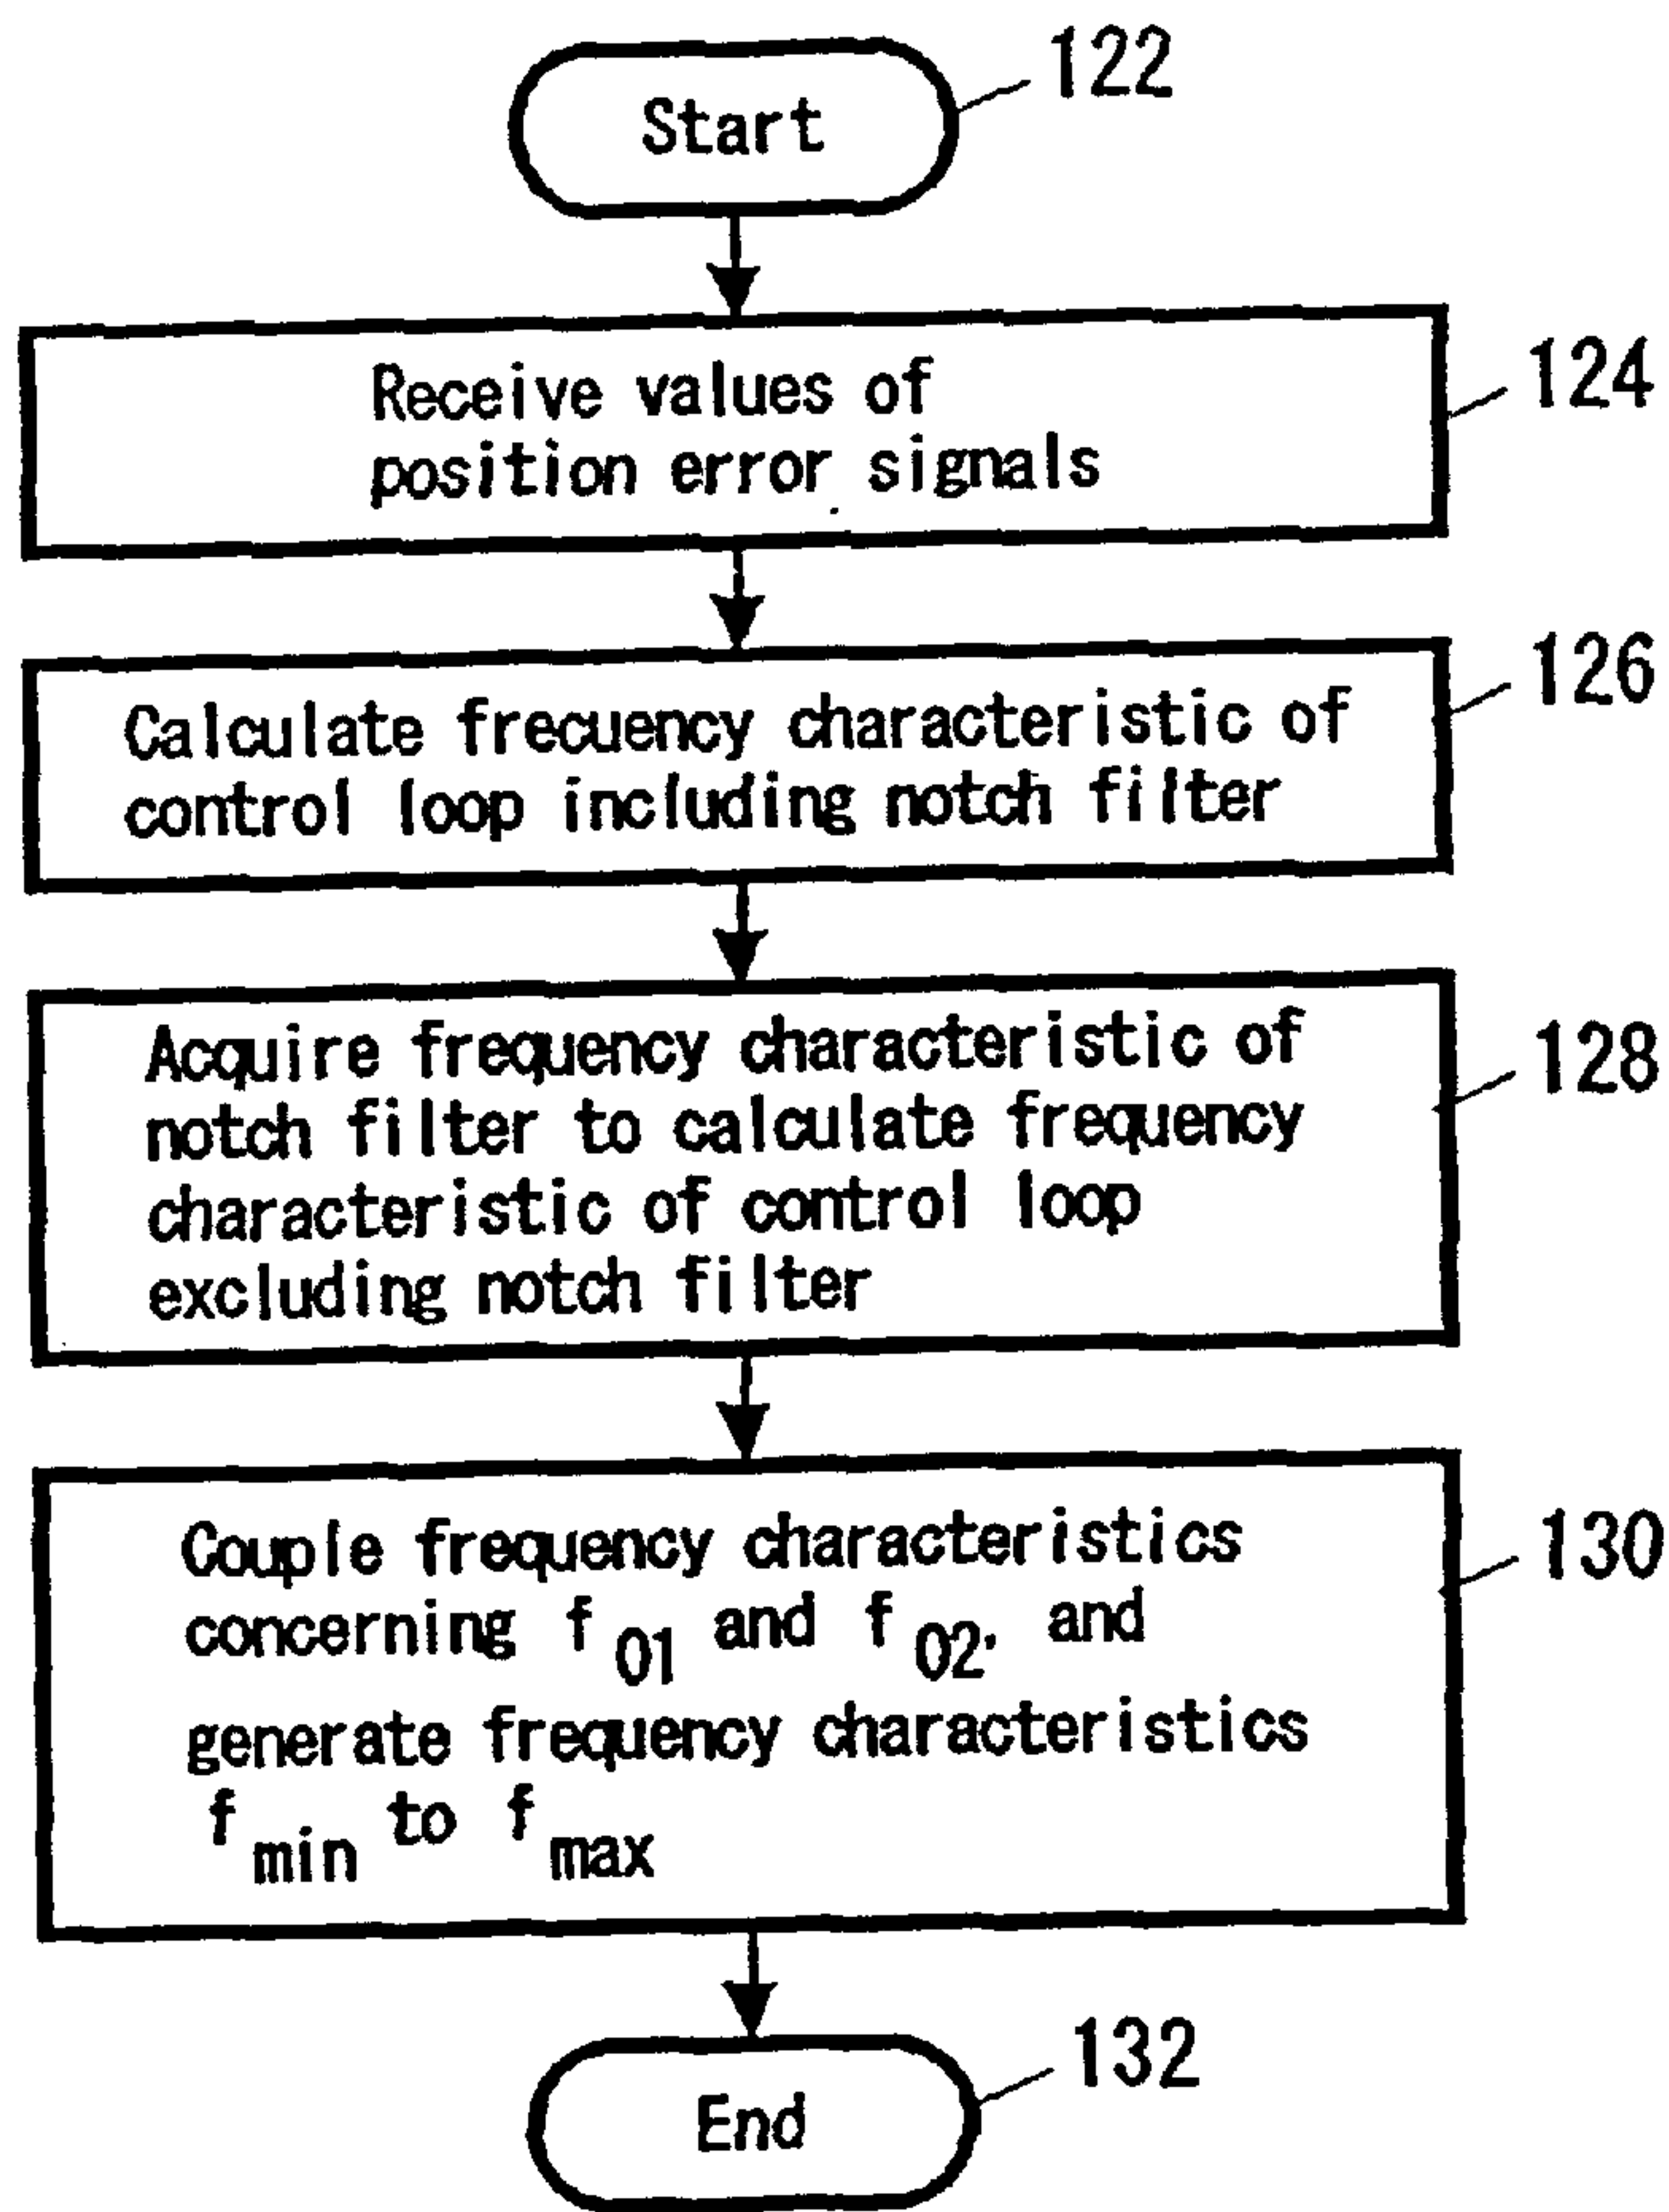 Start
122
Receive values of
position error signals
124
Calculate frecuency characteristic of
control loop including notch filter
126
Acquire frequency characteristic of
notch filter to calculate frequency
characteristic of control loop
excluding notch filter
128
Couple frequency characteristics
concerning f01 and f02, and
generate frequency characteristics
fmin to fmax
130
End
132